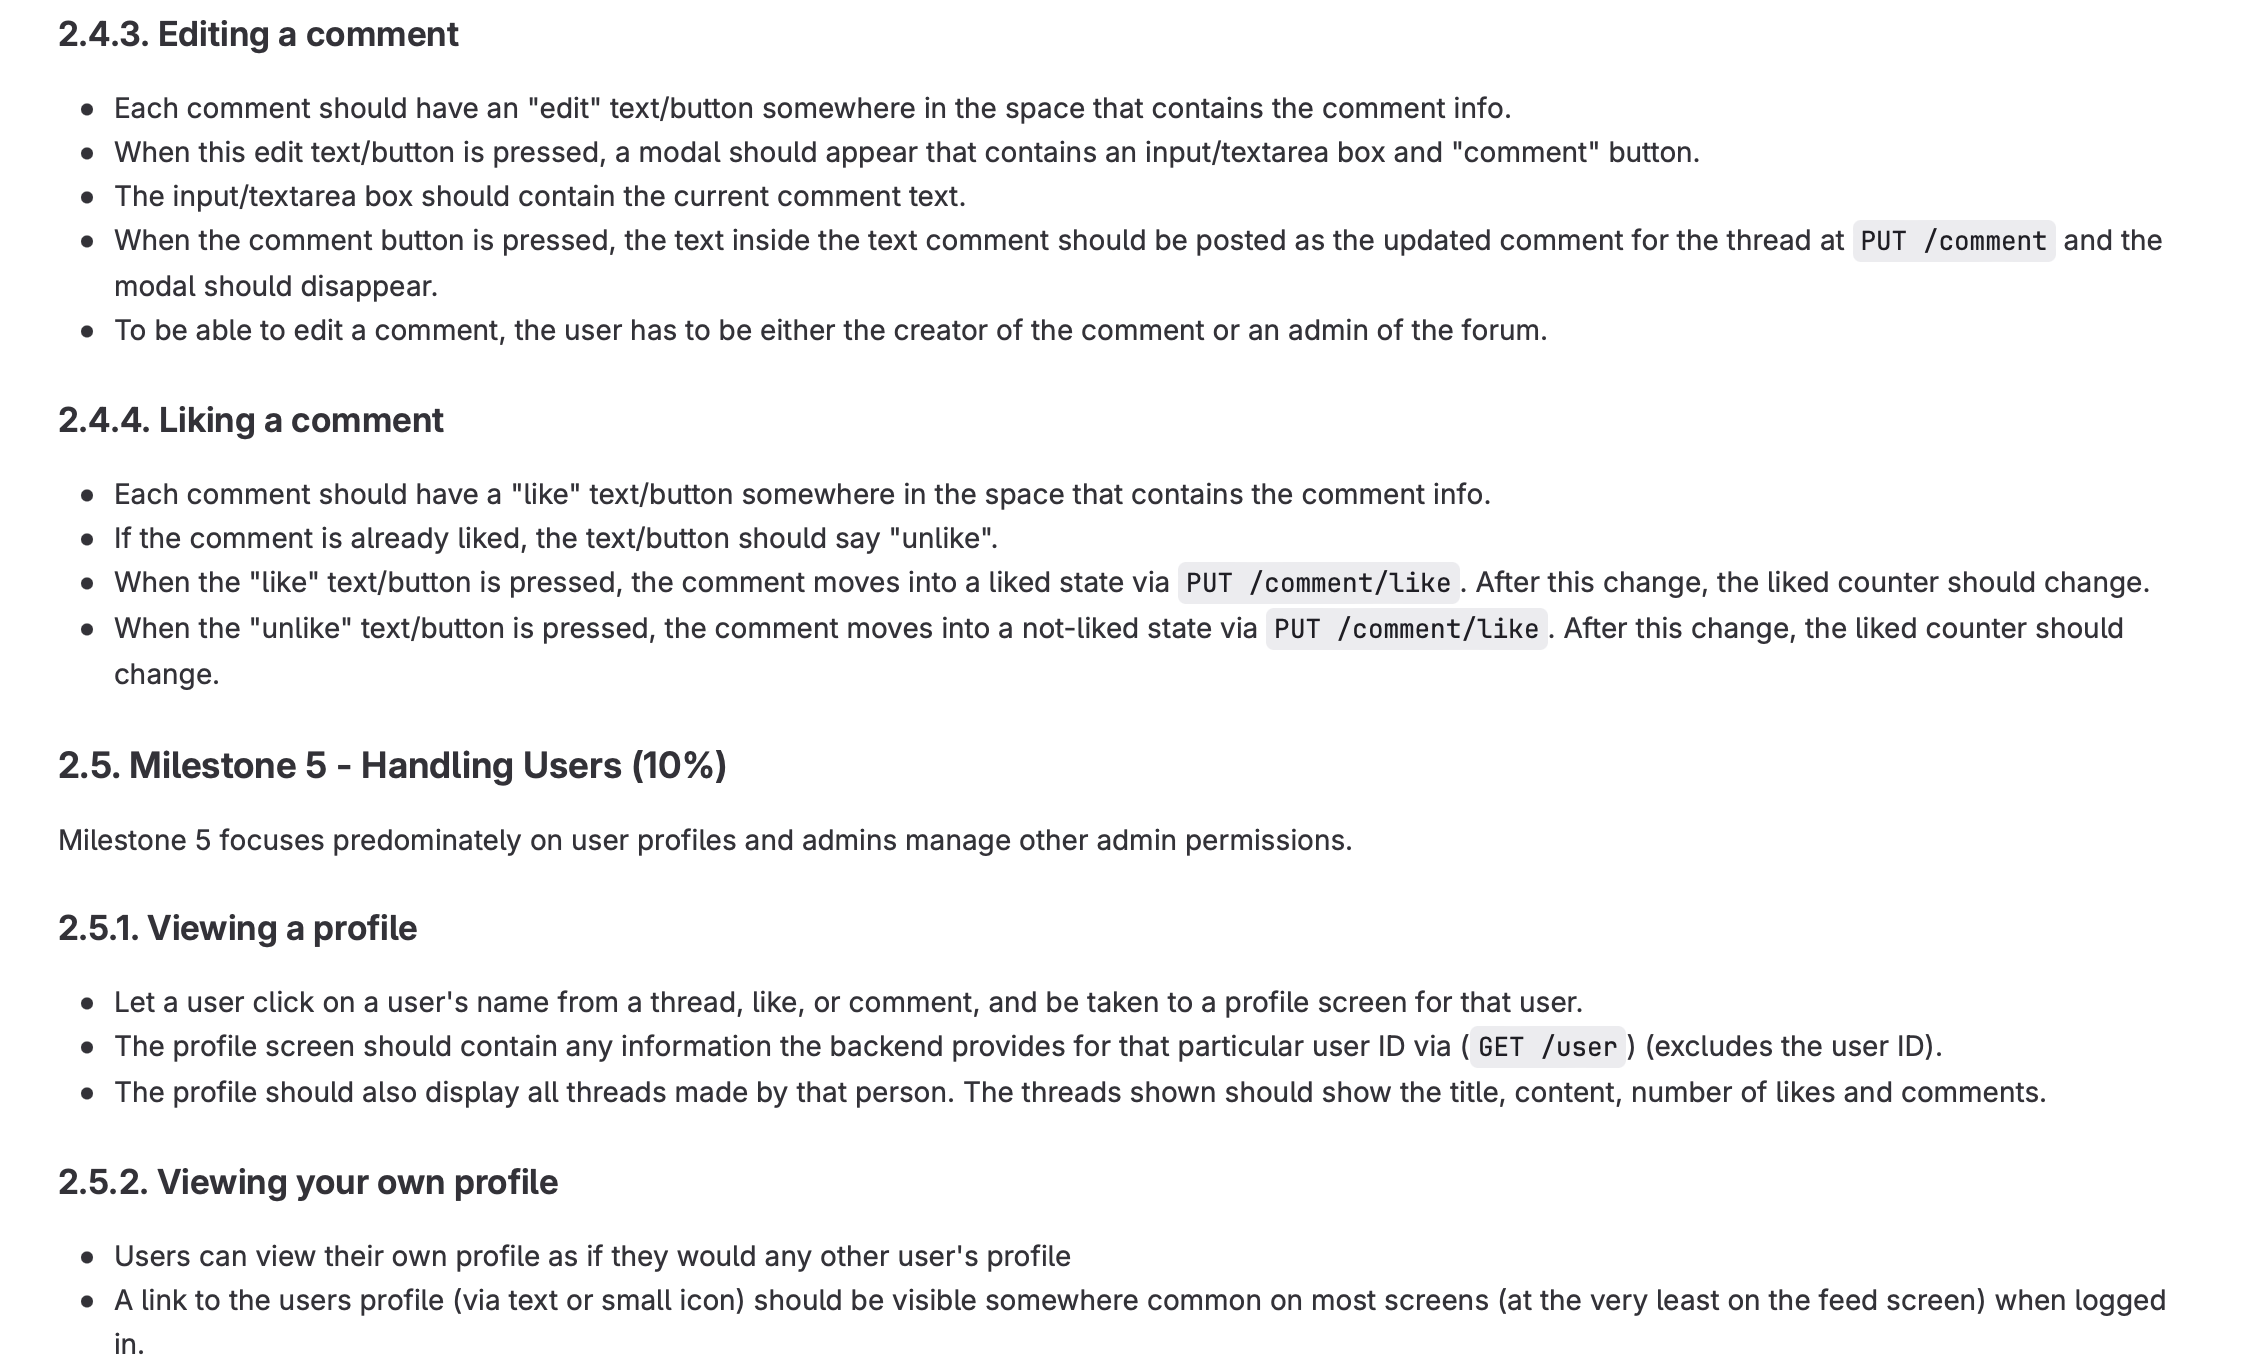 2.4.3. Editing a comment
● Each comment should have an "edit" text/button somewhere in the space that contains the comment info.
● When this edit text/button is pressed, a modal should appear that contains an input/textarea box and "comment" button.
● The input/textarea box should contain the current comment text.
● When the comment button is pressed, the text inside the text comment should be posted as the updated comment for the thread at PUT /comment and the
modal should disappear.
● To be able to edit a comment, the user has to be either the creator of the comment or an admin of the forum.
2.4.4. Liking a comment
● Each comment should have a "like" text/button somewhere in the space that contains the comment info.
● If the comment is already liked, the text/button should say "unlike".
● When the "like" text/button is pressed, the comment moves into a liked state via PUT /comment/like. After this change, the liked counter should change.
● When the "unlike" text/button is pressed, the comment moves into a not-liked state via PUT /comment/like. After this change, the liked counter should
change.
2.5. Milestone 5 - Handling Users (10%)
Milestone 5 focuses predominately on user profiles and admins manage other admin permissions.
2.5.1. Viewing a profile
● Let a user click on a user's name from a thread, like, or comment, and be taken to a profile screen for that user.
● The profile screen should contain any information the backend provides for that particular user ID via (GET /user) (excludes the user ID).
● The profile should also display all threads made by that person. The threads shown should show the title, content, number of likes and comments.
2.5.2. Viewing your own profile
● Users can view their own profile as if they would any other user's profile
● A link to the users profile (via text or small icon) should be visible somewhere common on most screens (at the very least on the feed screen) when logged
in.